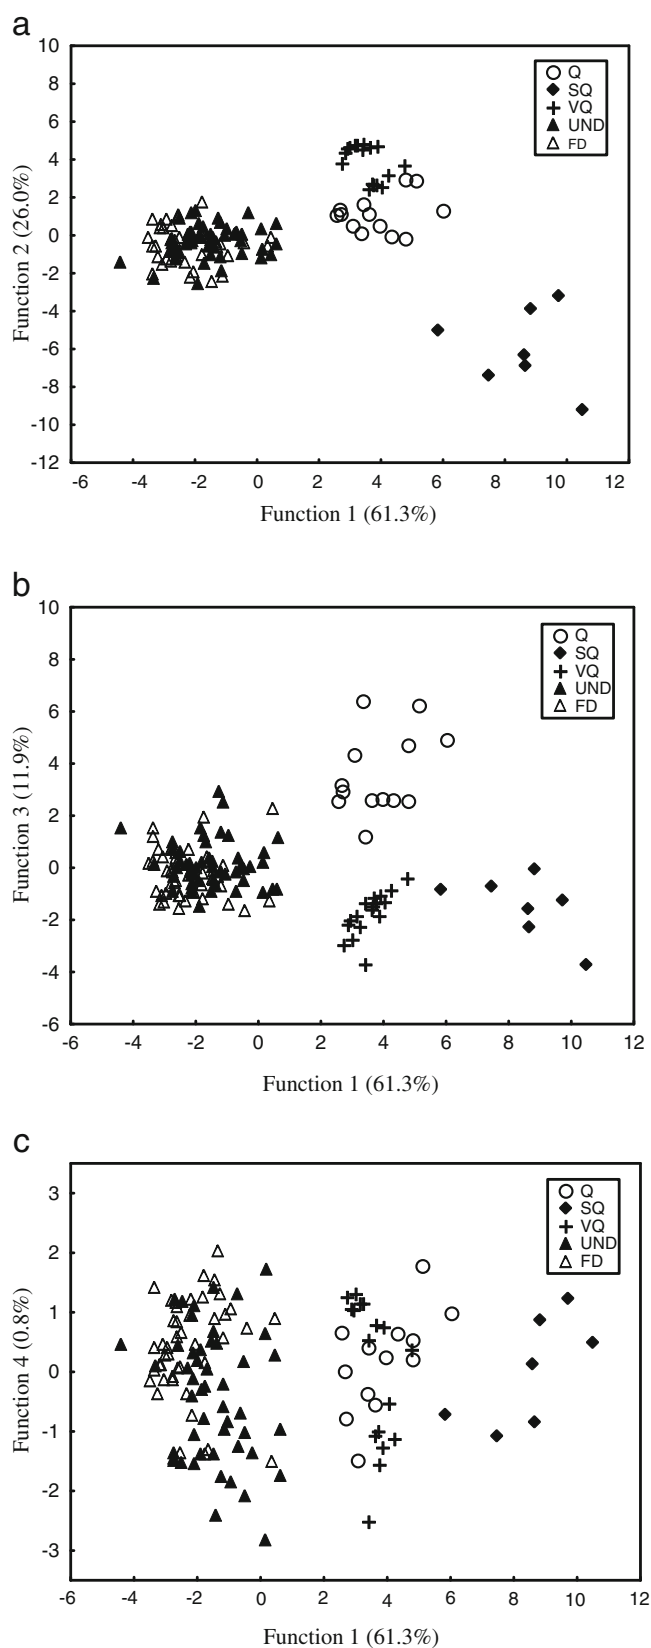 a
10
8
6
4
2
0
-2
-4
-6
-8
-10
-12
Function 2 (26.0%)
Q
SQ
VQ
UND
FD
-6 -4 -2 0 2 4 6 8 10 12
Function 1 (61.3%)
b
10
8
6
4
2
0
-2
-4
-6
Function 3 (11.9%)
Q
SQ
VQ
UND
FD
-6 -4 -2 0 2 4 6 8 10 12
Function 1 (61.3%)
c
3
2
1
0
-1
-2
-3
Function 4 (0.8%)
Q
SQ
VQ
UND
FD
-6 -4 -2 0 2 4 6 8 10 12
Function 1 (61.3%)